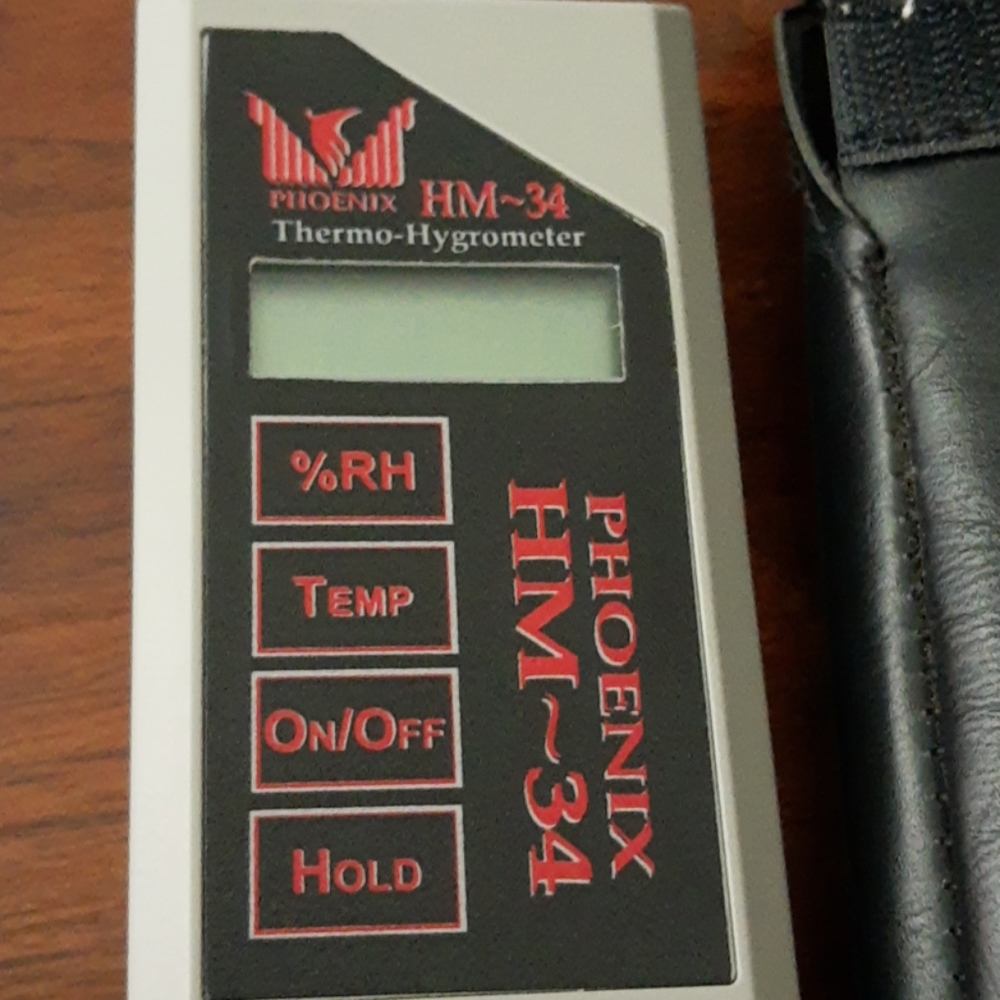 PHOENIX HM~34
Thermo-Hygrometer
%RH
TEMP
ON/OFF
HOLD
PHOENIX
HM~34